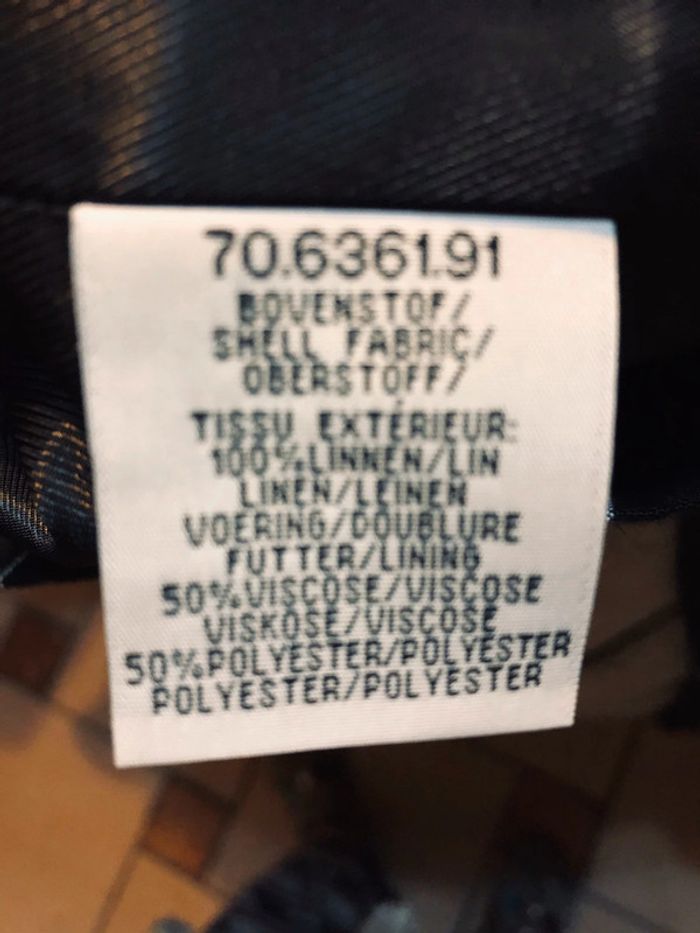 70.6361.91
BOVENSTOF/
SHELL FABRIC/
OBERSTOFF/
TISSU EXTÉRIEUR:
100%LINNEN/LIN
LINEN/LEINEN
VOERING/DOUBLURE
FUTTER/LINING
50%VISCOSE/VISCOSE
VISKOSE/VISCOSE
50%POLYESTER/POLYESTER
POLYESTER/POLYESTER